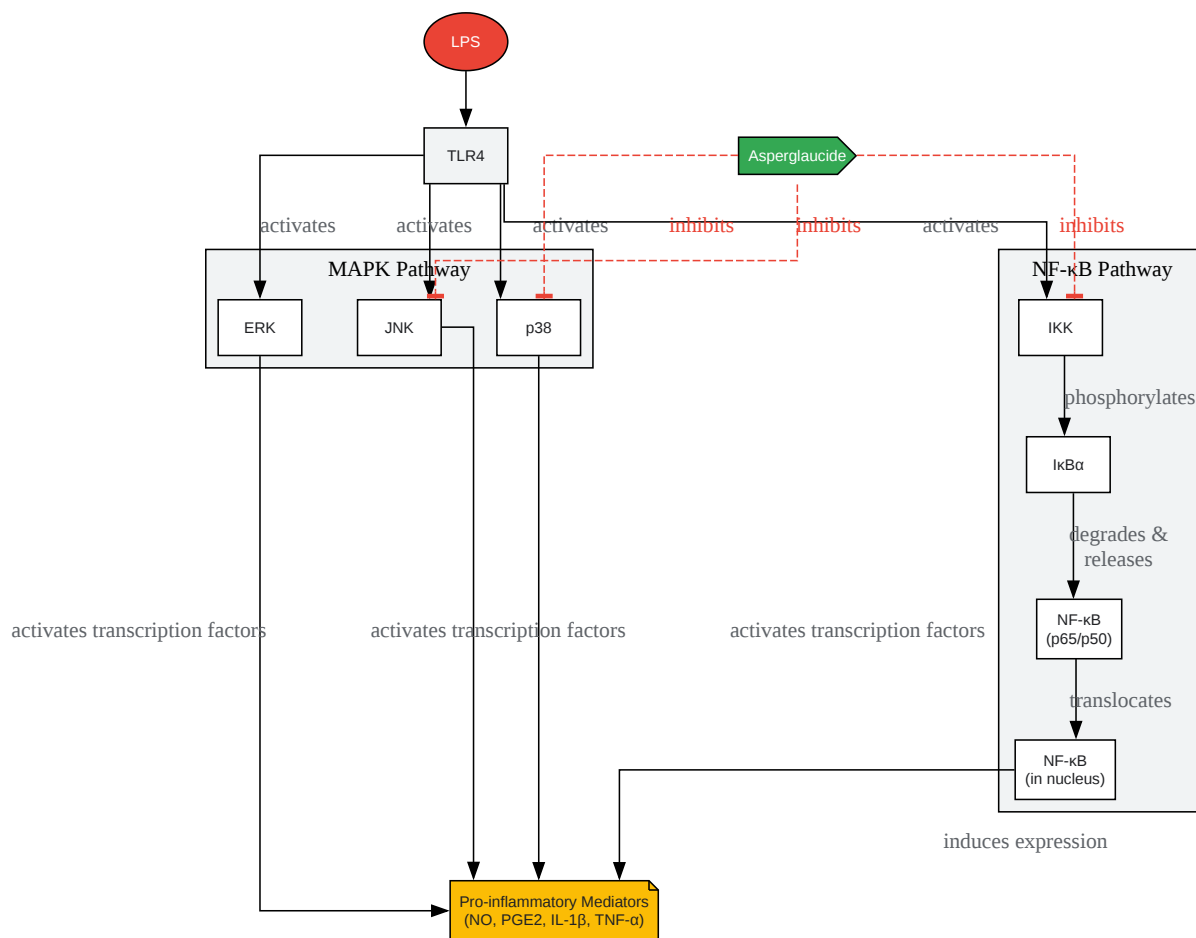 LPS
TLR4
Asperglaucide
activates
activates
activates
inhibits
inhibits
activates
inhibits
MAPK Pathway
NF-κB Pathway
ERK
JNK
p38
IKK
phosphorylates
IκBα
degrades &
releases
NF-κB
(p65/p50)
activates transcription factors
activates transcription factors
activates transcription factors
translocates
NF-κB
(in nucleus)
induces expression
Pro-inflammatory Mediators
(NO, PGE2, IL-1β, TNF-α)